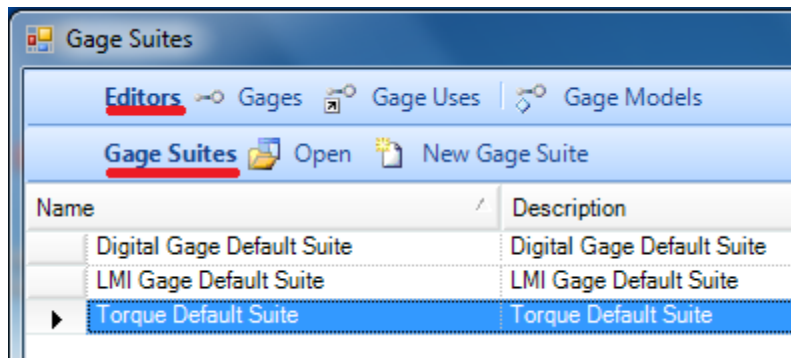 Gage Suites
Editors Gages Gage Uses Gage Models
Gage Suites Open New Gage Suite
Name Description
Digital Gage Default Suite Digital Gage Default Suite
LMI Gage Default Suite LMI Gage Default Suite
Torque Default Suite Torque Default Suite